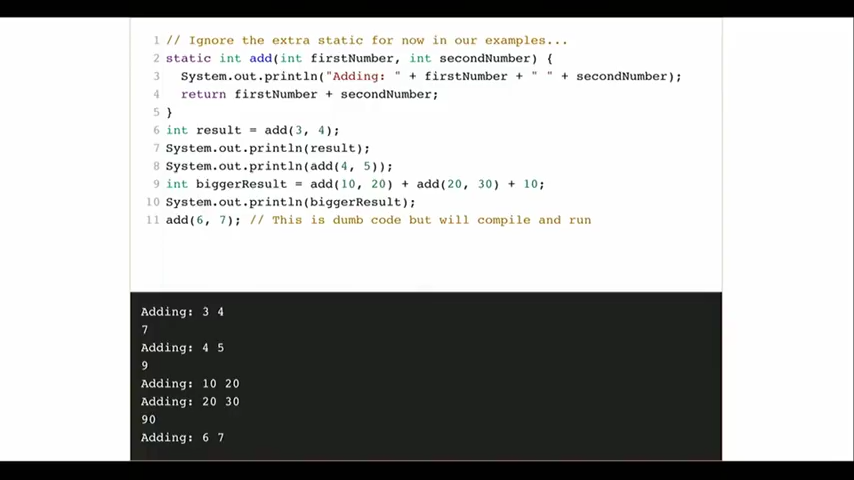 1 // Ignore the extra static for now in our examples...
2 static int add(int firstNumber, int secondNumber) {
3 System.out.println("Adding: " + firstNumber + " " + secondNumber);
4 return firstNumber + secondNumber;
5 }
6 int result = add(3, 4);
7 System.out.println(result);
8 System.out.println(add(4, 5));
9 int biggerResult = add(10, 20) + add(20, 30) + 10;
10 System.out.println(biggerResult);
11 add(6, 7); // This is dumb code but will compile and run
Adding: 3 4
7
Adding: 4 5
9
Adding: 10 20
Adding: 20 30
90
Adding: 6 7